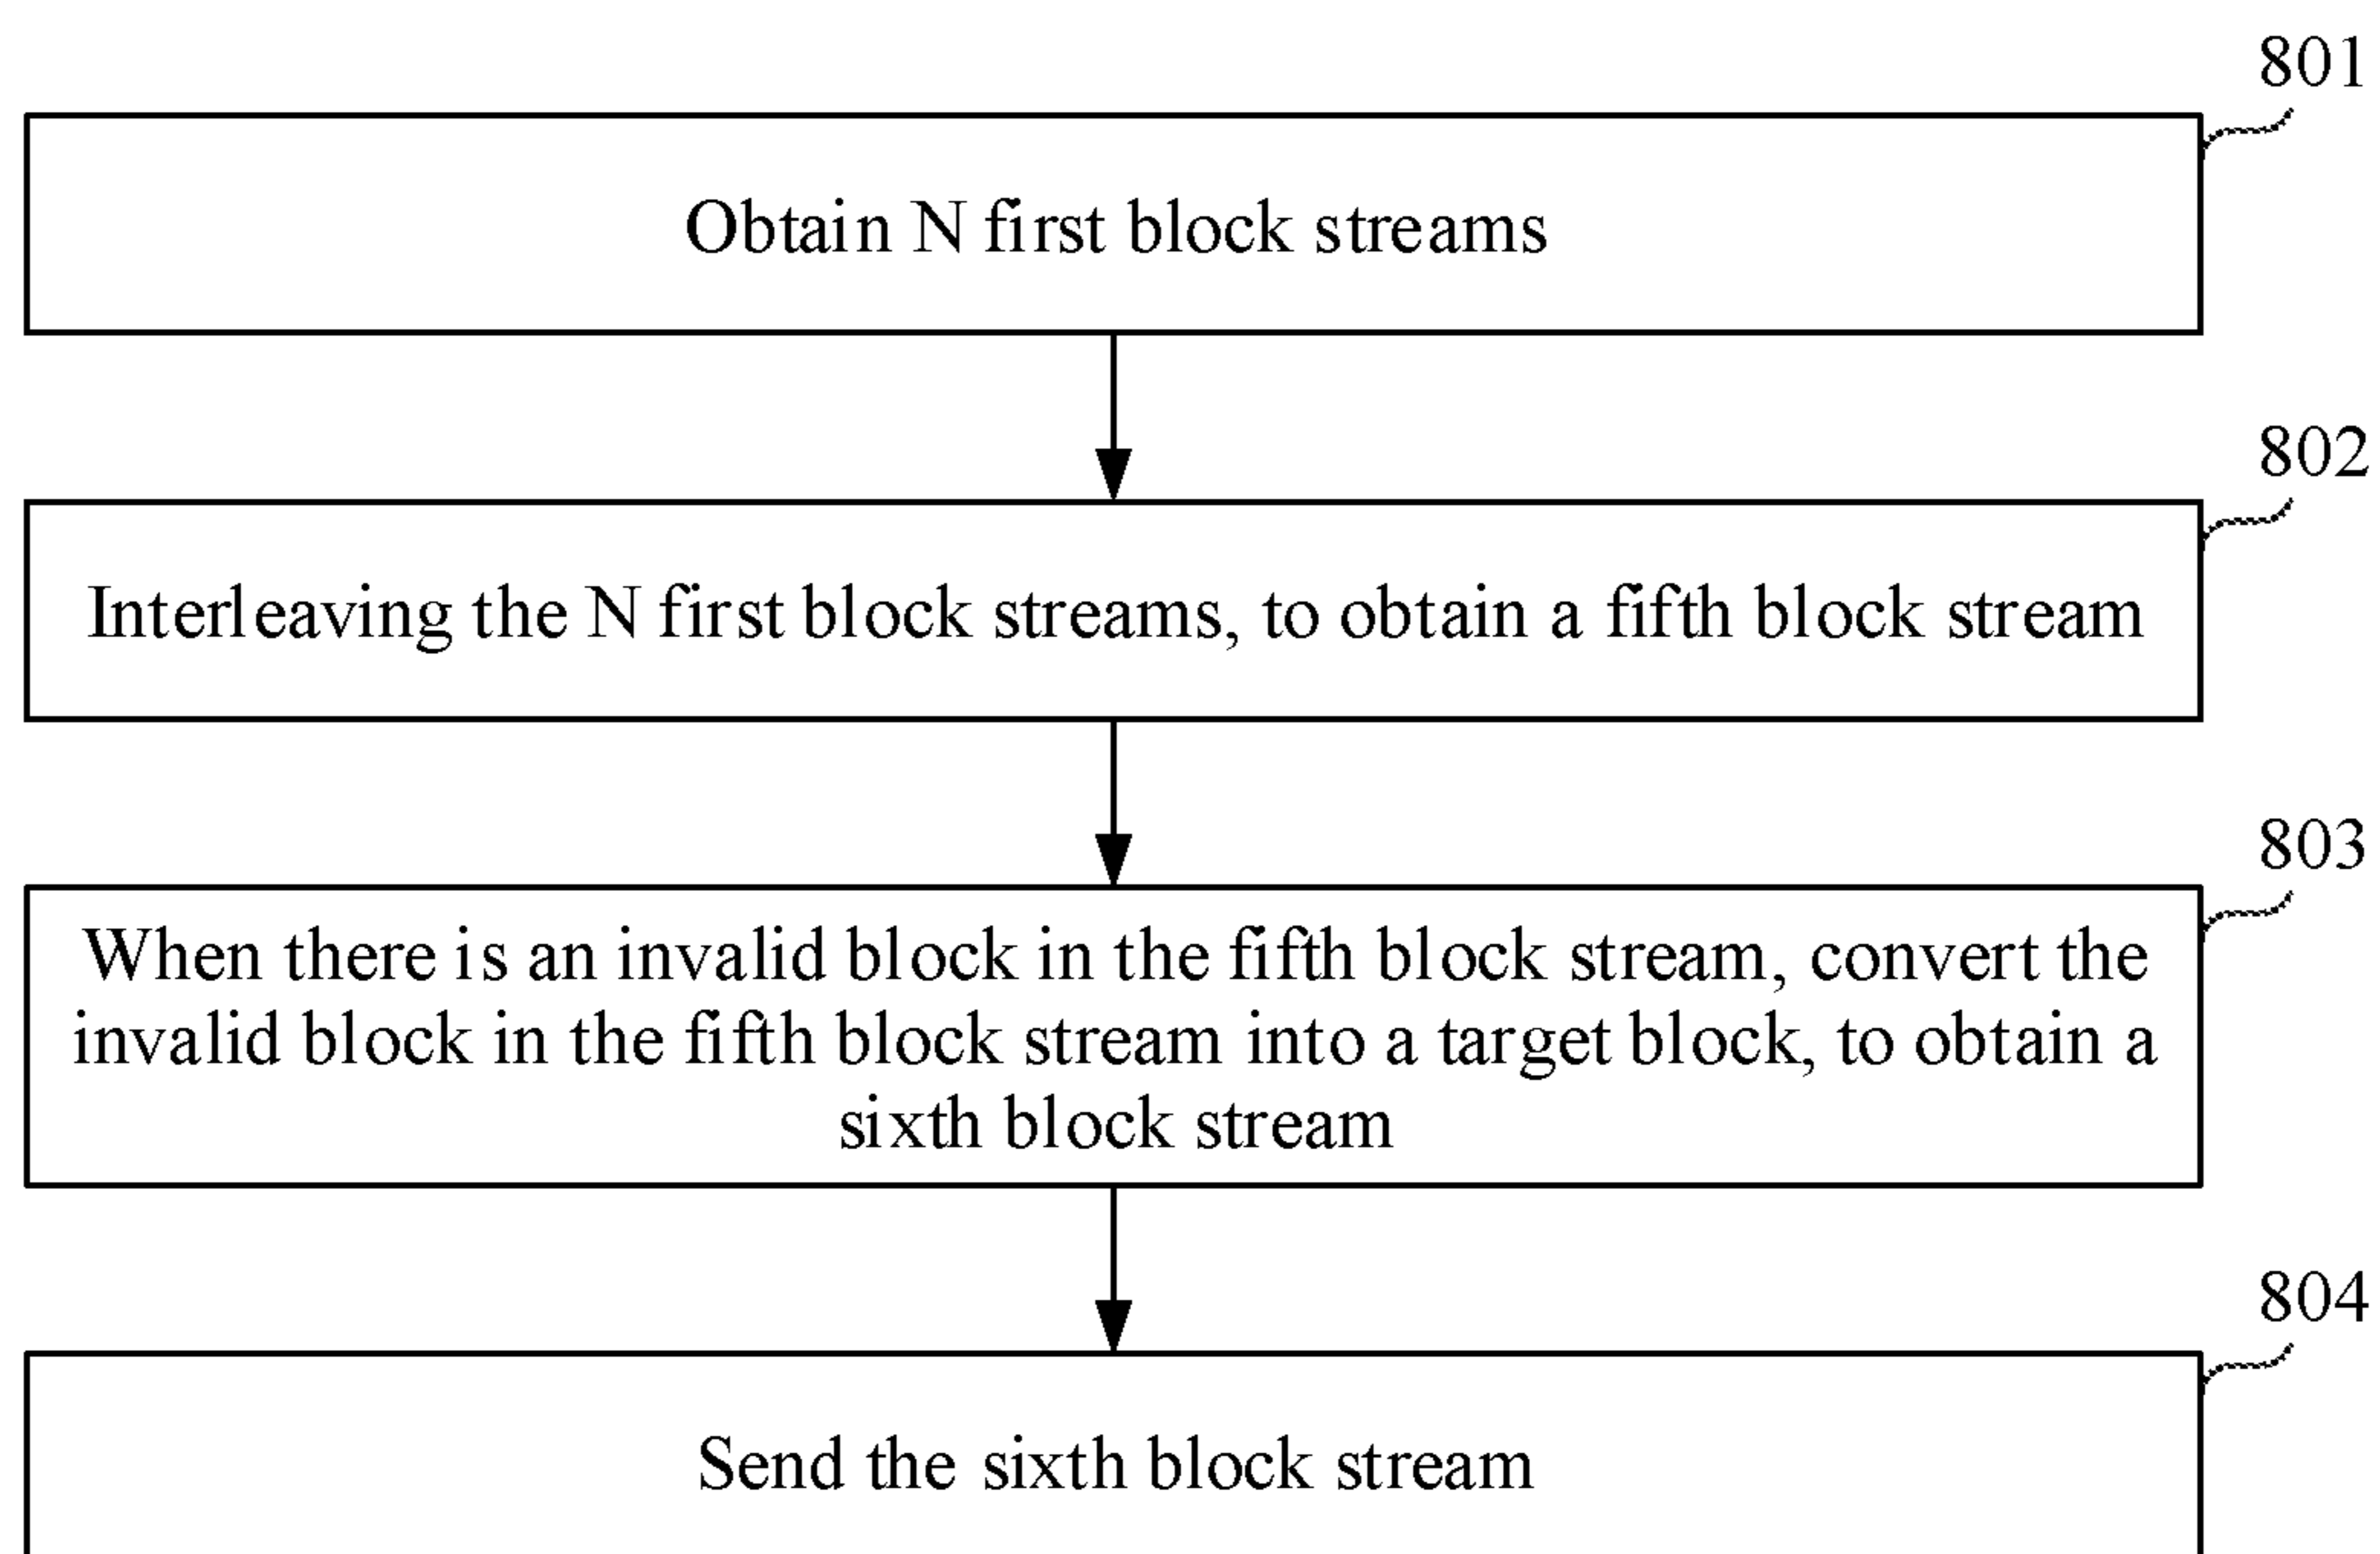 801
Obtain N first block streams
802
Interleaving the N first block streams, to obtain a fifth block stream
803
When there is an invalid block in the fifth block stream, convert the
invalid block in the fifth block stream into a target block, to obtain a
sixth block stream
804
Send the sixth block stream